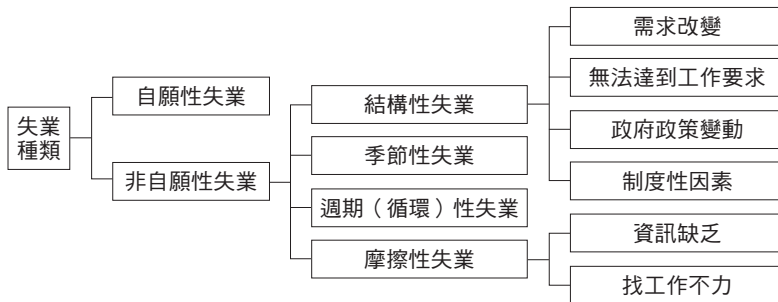 失業
種類
自願性失業
非自願性失業
結構性失業
季節性失業
週期（循環）性失業
摩擦性失業
需求改變
無法達到工作要求
政府政策變動
制度性因素
資訊缺乏
找工作不力